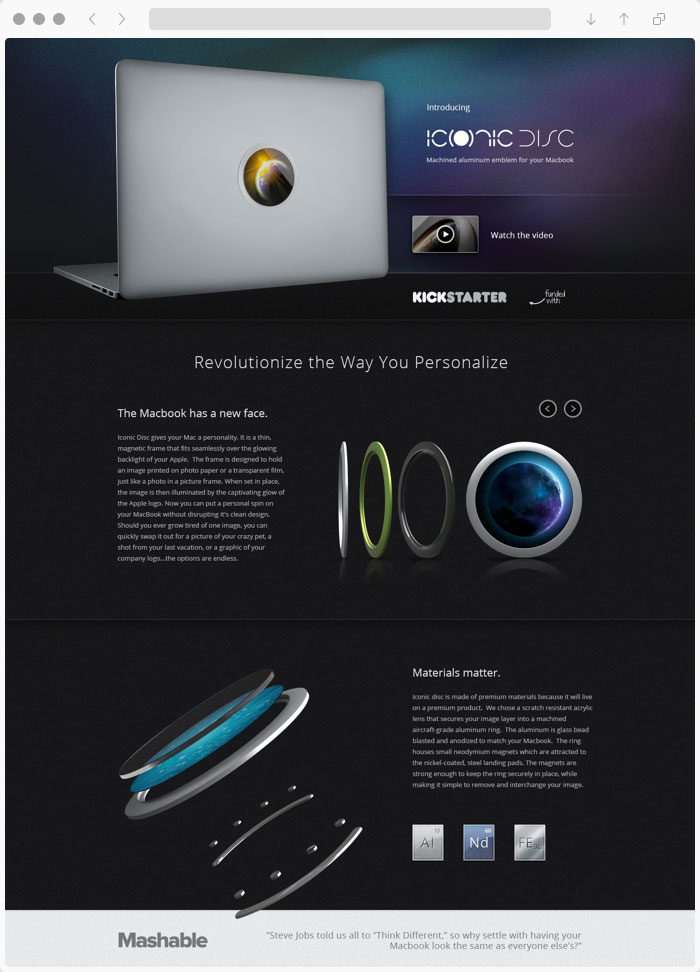 Introducing
ICONIC DISC
Machined aluminum emblem for your Macbook
Watch the video
KICKSTARTER
funded
with
Revolutionize the Way You Personalize
The Macbook has a new face.
Iconic Disc gives your Mac a personality. It is a thin,
magnetic frame that fits seamlessly over the glowing
backlight of your Apple. The frame is designed to hold
an image printed on photo paper or a transparent film,
just like a photo in a picture frame. When set in place,
the image is then illuminated by the captivating glow of
the Apple logo. Now you can put a personal spin on
your MacBook without disrupting it's clean design.
Should you ever grow tired of one image, you can
quickly swap it out for a picture of your crazy pet, a
shot from your last vacation, or a graphic of your
company logo...the options are endless.
Materials matter.
Iconic disc is made of premium materials because it will live
on a premium product. We chose a scratch resistant acrylic
lens that secures your image layer into a machined
aircraft-grade aluminum ring. The aluminum is glass bead
blasted and anodized to match your Macbook. The ring
houses small neodymium magnets which are attracted to
the nickel-coated, steel landing pads. The magnets are
strong enough to keep the ring securely in place, while
making it simple to remove and interchange your image.
13
Al
60
Nd
FE
Mashable
"Steve Jobs told us all to "Think Different," so why settle with having your
Macbook look the same as everyone else's?"